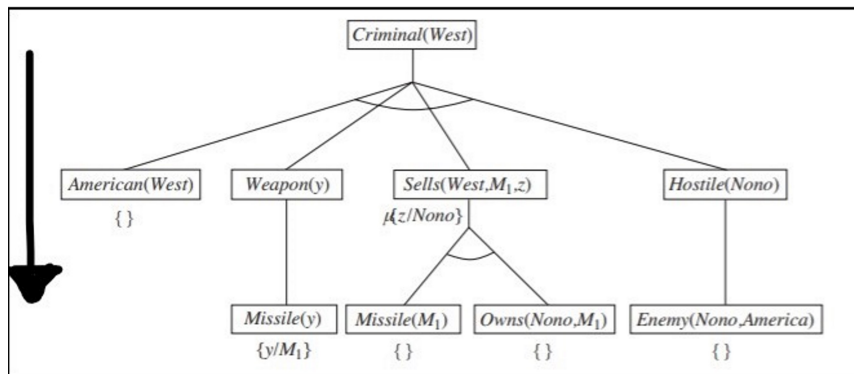 Criminal(West)
American(West) Weapon(y) Sells(West,M₁,z) Hostile(Nono)
{ } {z/Nono}
Missile(y) Missile(M₁) Owns(Nono,M₁) Enemy(Nono,America)
{y/M₁} { } { } { }